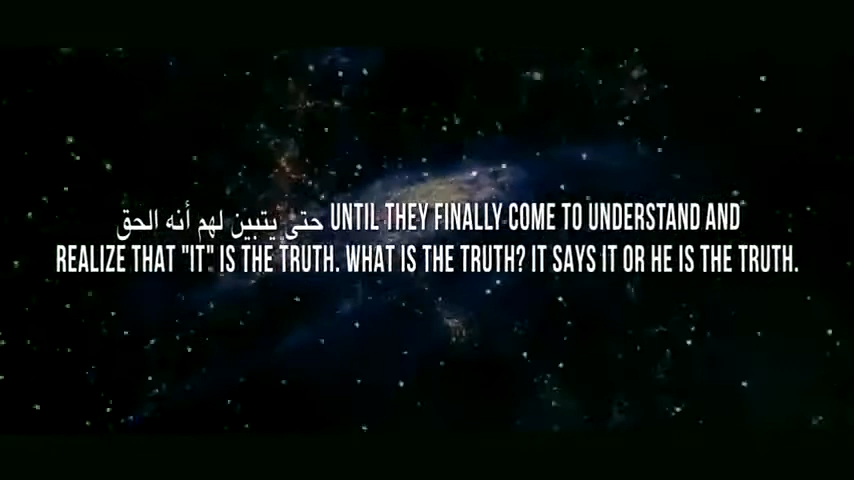 حتى يتبين لهم أنه الحق UNTIL THEY FINALLY COME TO UNDERSTAND AND
REALIZE THAT "IT" IS THE TRUTH. WHAT IS THE TRUTH? IT SAYS IT OR HE IS THE TRUTH.